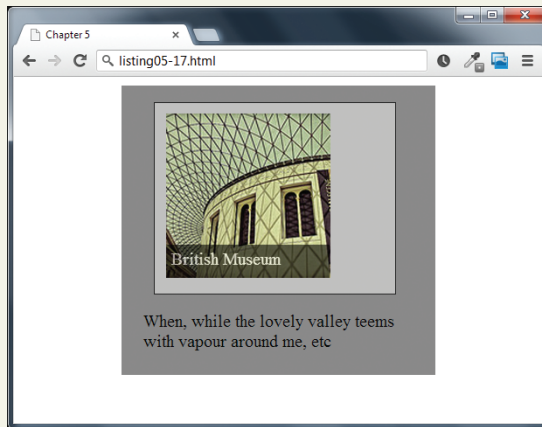 Chapter 5
listing05-17.html
British Museum
When, while the lovely valley teems
with vapour around me, etc